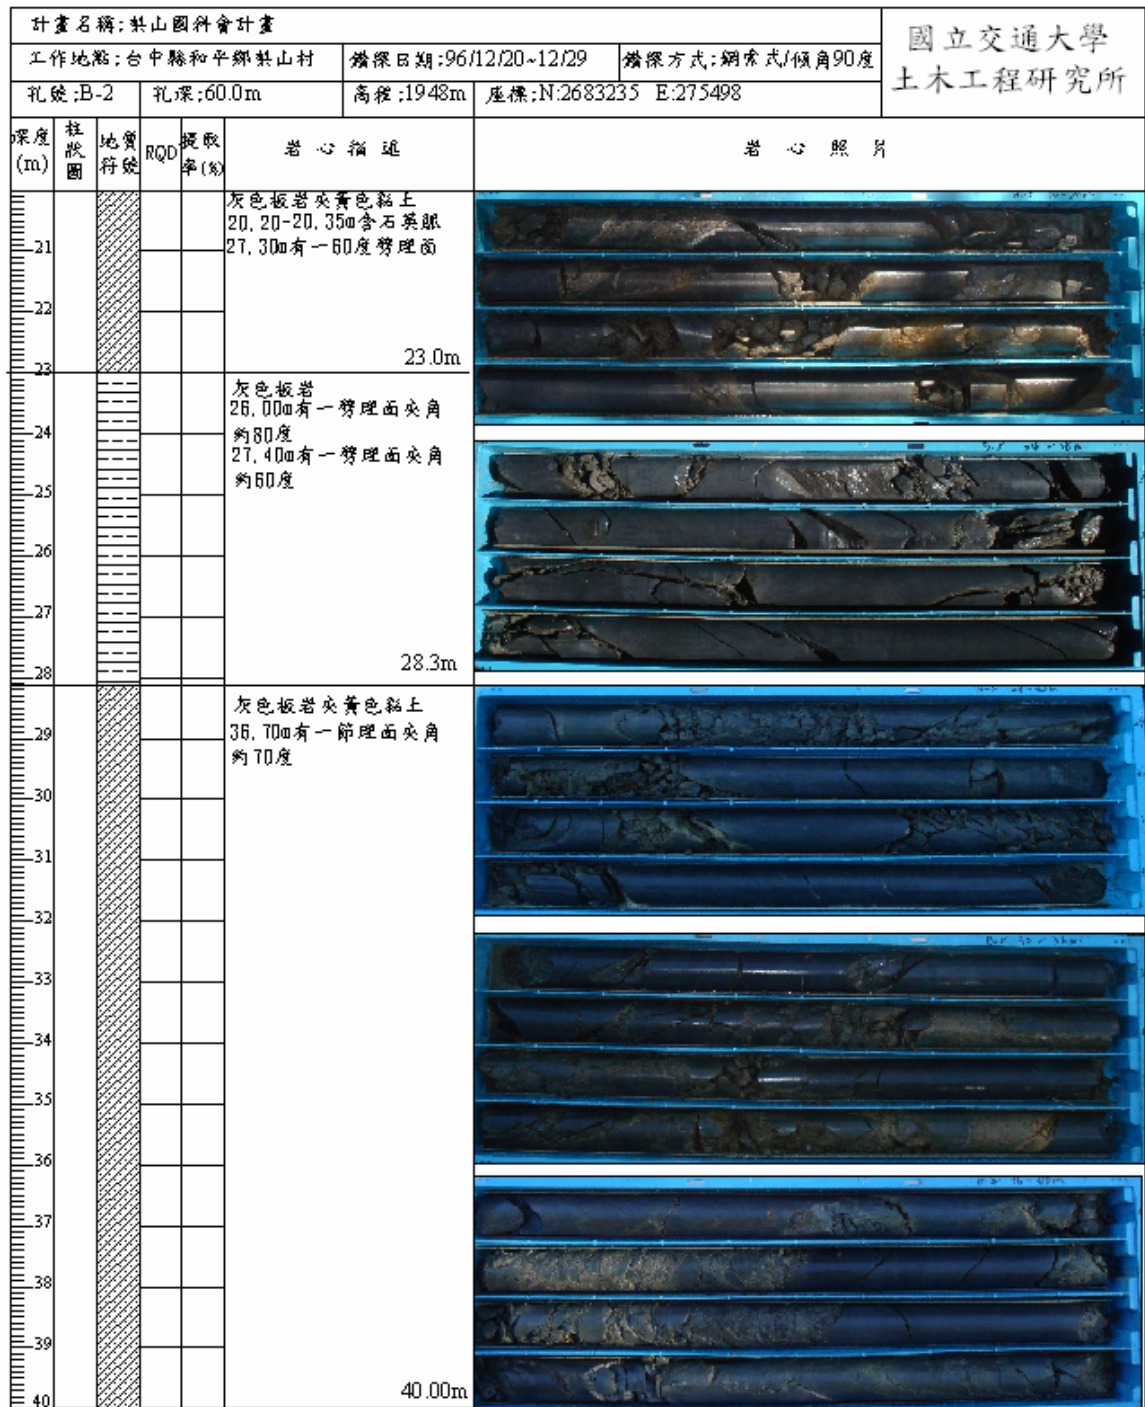 計畫名稱:梨山國科會計畫
國立交通大學
土木工程研究所
工作地點:台中縣和平鄉梨山村 鑽探日期:96/12/20~12/29 鑽探方式:鋼索式/傾角90度
孔號:B-2 孔深:60.0m 高程:1948m 座標:N:2683235 E:275498
深度(m) 柱狀圖 地質符號 RQD 提取率(%) 岩心描述 岩心照片
灰色板岩夾黃色黏土
20.20-20.35m含石英脈
27.30m有一60度劈理面
21
22
23.0m
23
灰色板岩
26.00m有一劈理面夾角
約80度
27.40m有一劈理面夾角
約60度
24
25
26
27
28.3m
28
灰色板岩夾黃色黏土
36.70m有一節理面夾角
約70度
29
30
31
32
33
34
35
36
37
38
39
40.00m
40